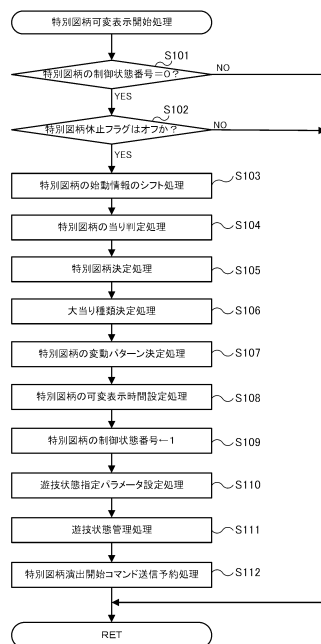 特別図柄可変表示開始処理
S101
特別図柄の制御状態番号=0?
NO
YES
S102
特別図柄休止フラグはオフか?
NO
YES
特別図柄の始動情報のシフト処理
S103
特別図柄の当り判定処理
S104
特別図柄決定処理
S105
大当り種類決定処理
S106
特別図柄の変動パターン決定処理
S107
特別図柄の可変表示時間設定処理
S108
特別図柄の制御状態番号←1
S109
遊技状態指定パラメータ設定処理
S110
遊技状態管理処理
S111
特別図柄演出開始コマンド送信予約処理
S112
RET